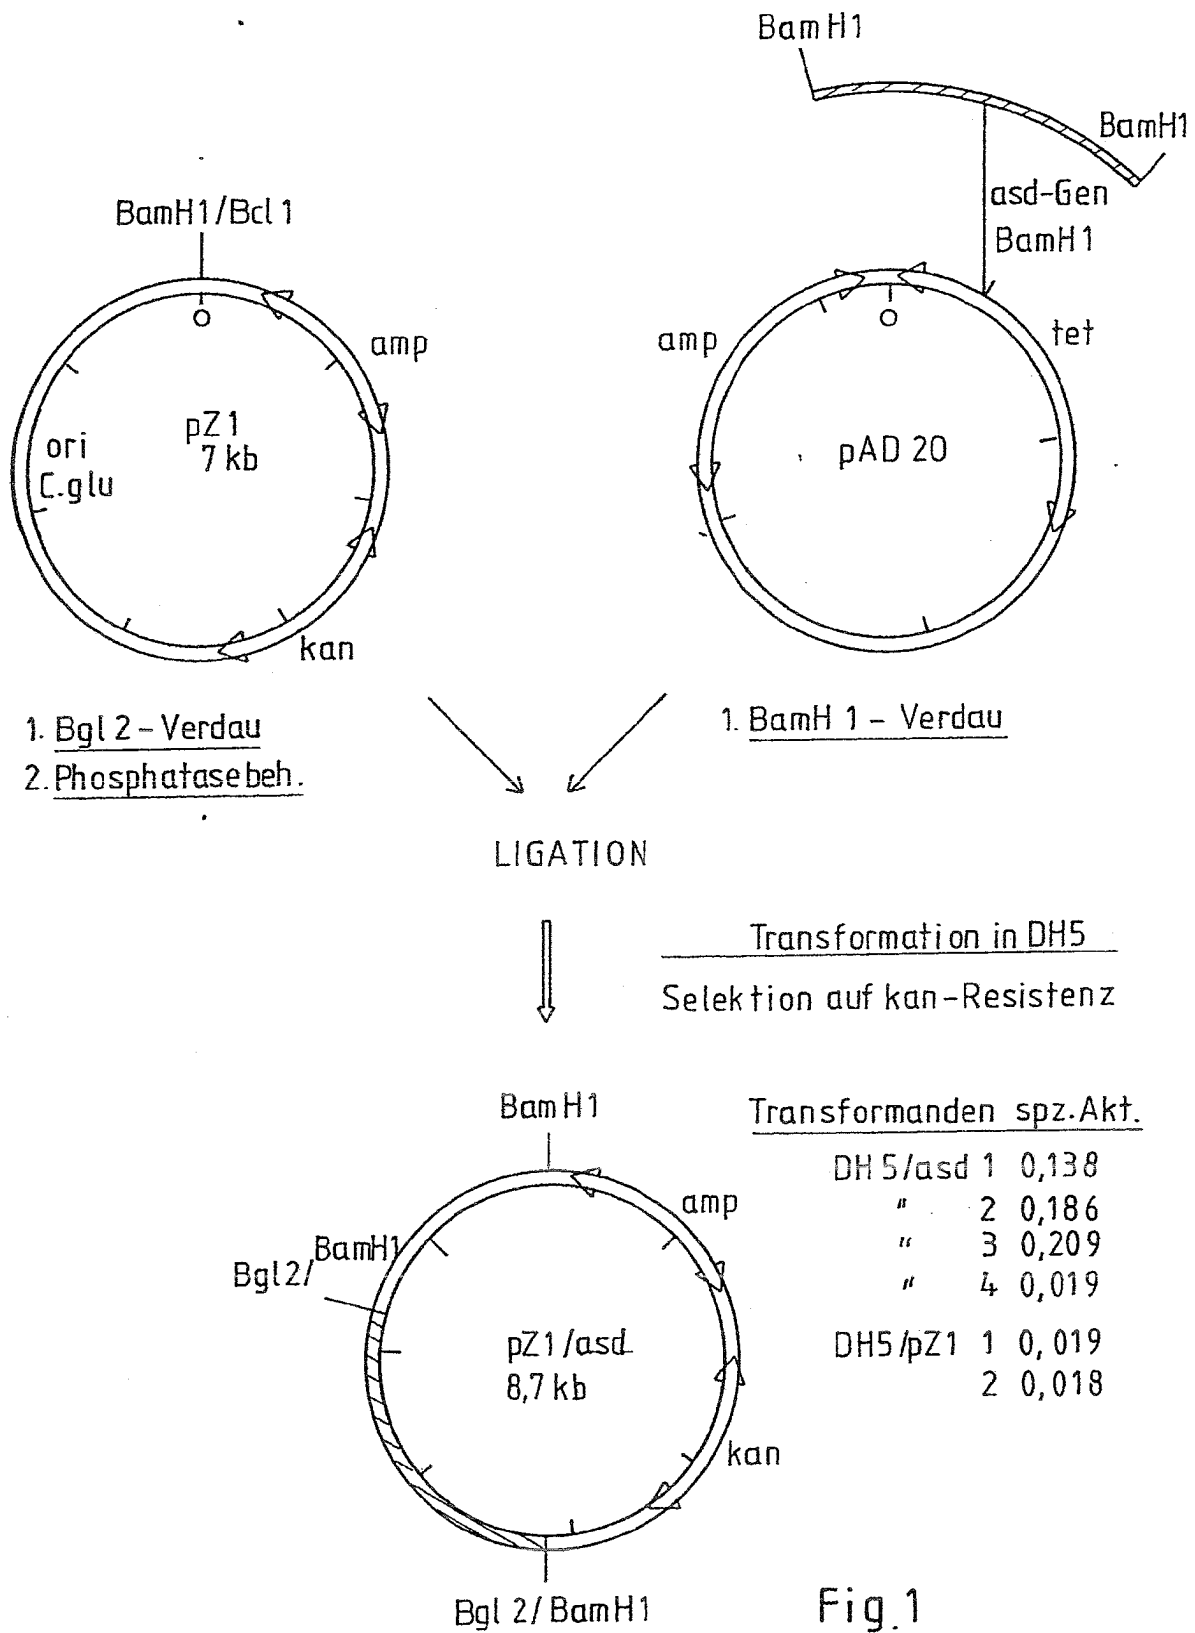 BamH1
BamH1
asd-Gen
BamH1
BamH1/Bcl1
O
amp
pZ1
7 kb
ori
C.glu
kan
amp
O
tet
pAD 20
1. Bgl 2 - Verdau
2. Phosphatasebeh.
1. BamH 1 - Verdau
LIGATION
Transformation in DH5
Selektion auf kan-Resistenz
BamH1
amp
BamH1
Bgl2/
pZ1/asd
8,7 kb
kan
Bgl 2/BamH1
Transformanden spz.Akt.
DH5/asd 1 0,138
" 2 0,186
" 3 0,209
" 4 0,019
DH5/pZ1 1 0,019
2 0,018
Fig.1